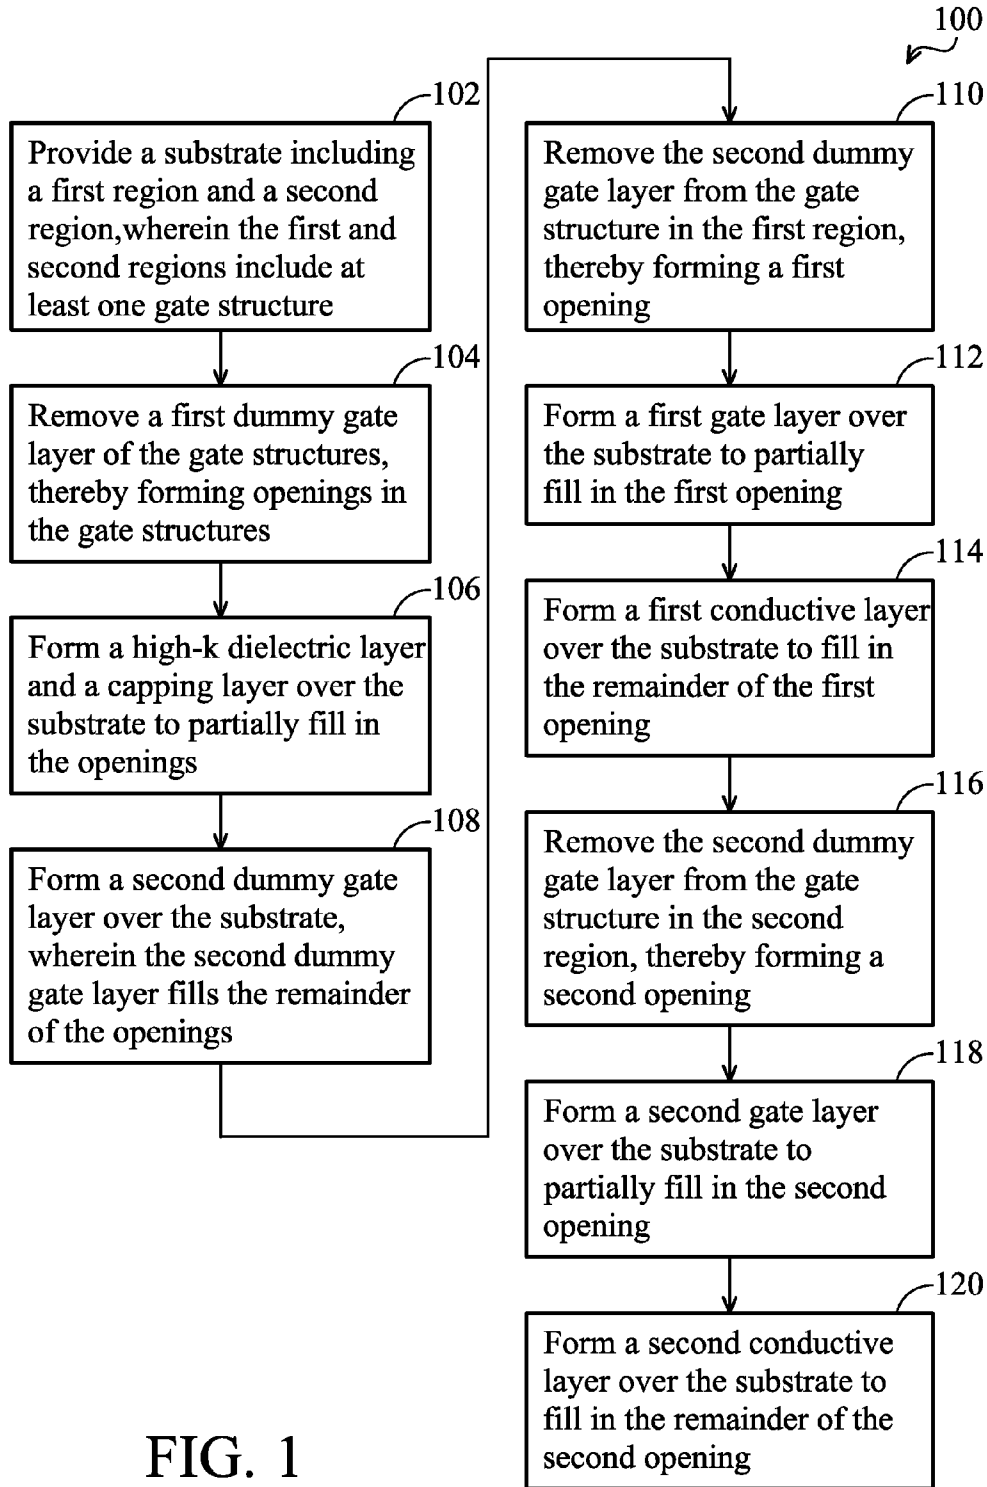 100
102
Provide a substrate including
a first region and a second
region,wherein the first and
second regions include at
least one gate structure
104
Remove a first dummy gate
layer of the gate structures,
thereby forming openings in
the gate structures
106
Form a high-k dielectric layer
and a capping layer over the
substrate to partially fill in
the openings
108
Form a second dummy gate
layer over the substrate,
wherein the second dummy
gate layer fills the remainder
of the openings
110
Remove the second dummy
gate layer from the gate
structure in the first region,
thereby forming a first
opening
112
Form a first gate layer over
the substrate to partially
fill in the first opening
114
Form a first conductive layer
over the substrate to fill in
the remainder of the first
opening
116
Remove the second dummy
gate layer from the gate
structure in the second
region, thereby forming a
second opening
118
Form a second gate layer
over the substrate to
partially fill in the second
opening
120
Form a second conductive
layer over the substrate to
fill in the remainder of the
second opening
FIG. 1